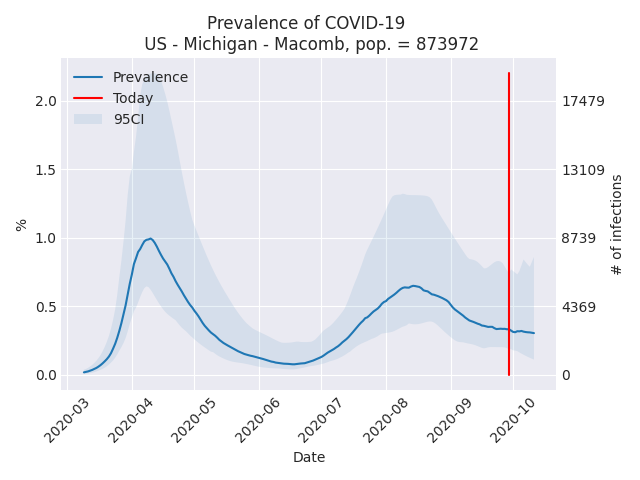 Prevalence of COVID-19
US - Michigan - Macomb, pop. = 873972
Prevalence
Today
95CI
2.0
1.5
1.0
0.5
0.0
%
17479
13109
8739
4369
0
# of infections
2020-03
2020-04
2020-05
2020-06
2020-07
2020-08
2020-09
2020-10
Date